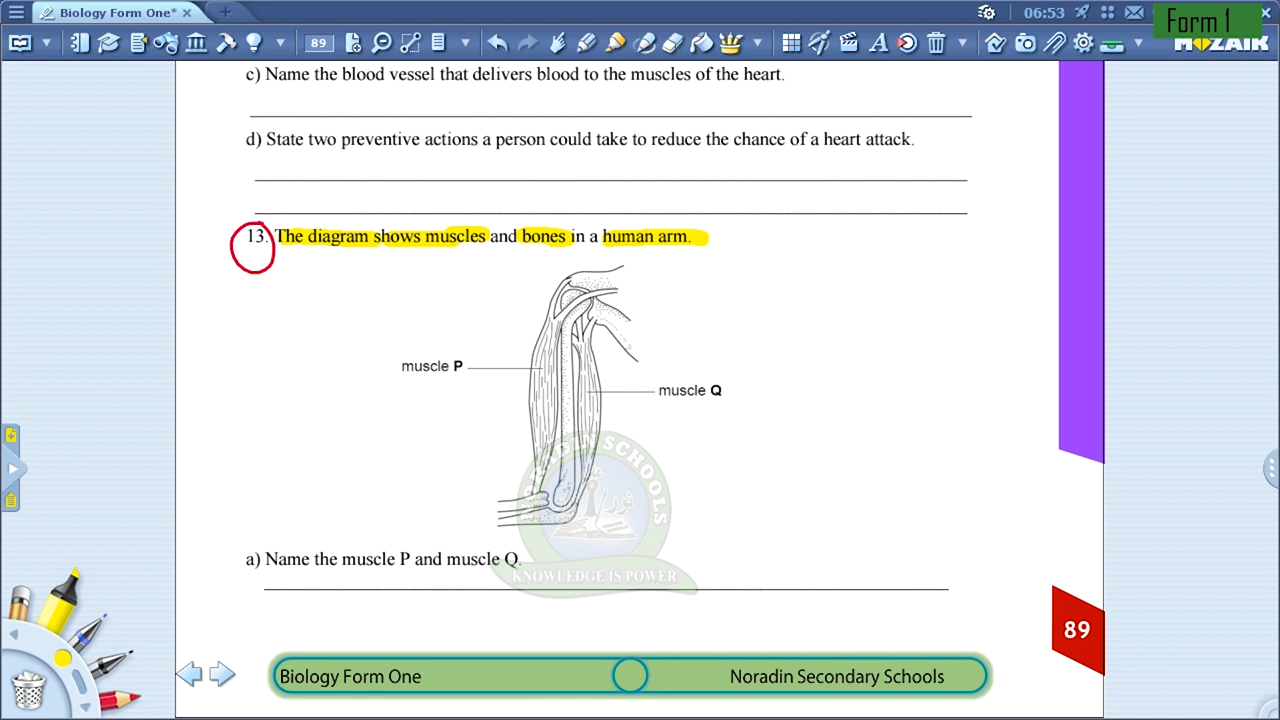 Biology Form One*
06:53
Form 1
89
MOZAIK
c) Name the blood vessel that delivers blood to the muscles of the heart.
d) State two preventive actions a person could take to reduce the chance of a heart attack.
13. The diagram shows muscles and bones in a human arm.
muscle P
muscle Q
NORADIN SCHOOLS
KNOWLEDGE IS POWER
a) Name the muscle P and muscle Q.
89
Biology Form One
Noradin Secondary Schools